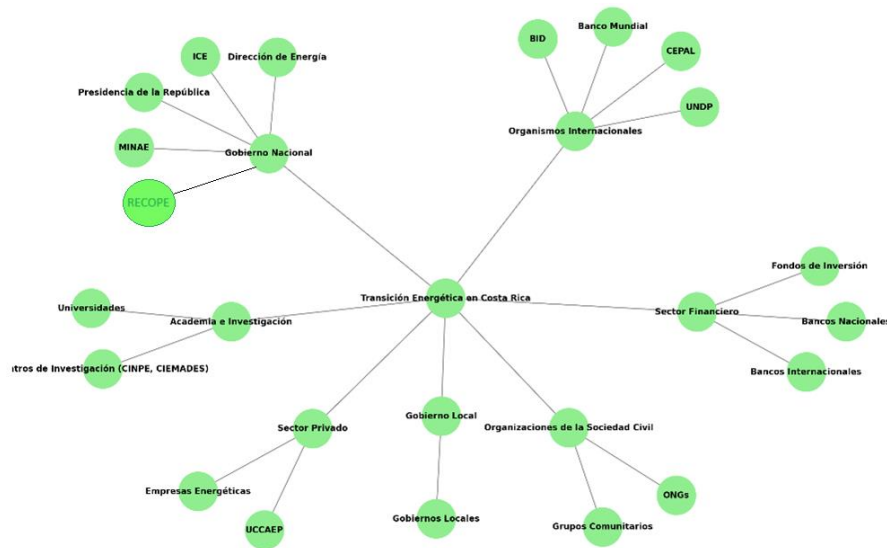 BID
Banco Mundial
ICE
Dirección de Energía
CEPAL
Presidencia de la República
UNDP
Organismos Internacionales
MINAE
Gobierno Nacional
RECOPE
Fondos de Inversión
Transición Energética en Costa Rica
Universidades
Sector Financiero
Academia e Investigación
Bancos Nacionales
tros de Investigación (CINPE, CIEMADES)
Bancos Internacionales
Gobierno Local
Sector Privado
Organizaciones de la Sociedad Civil
Empresas Energéticas
ONGs
Gobiernos Locales
UCCAEP
Grupos Comunitarios